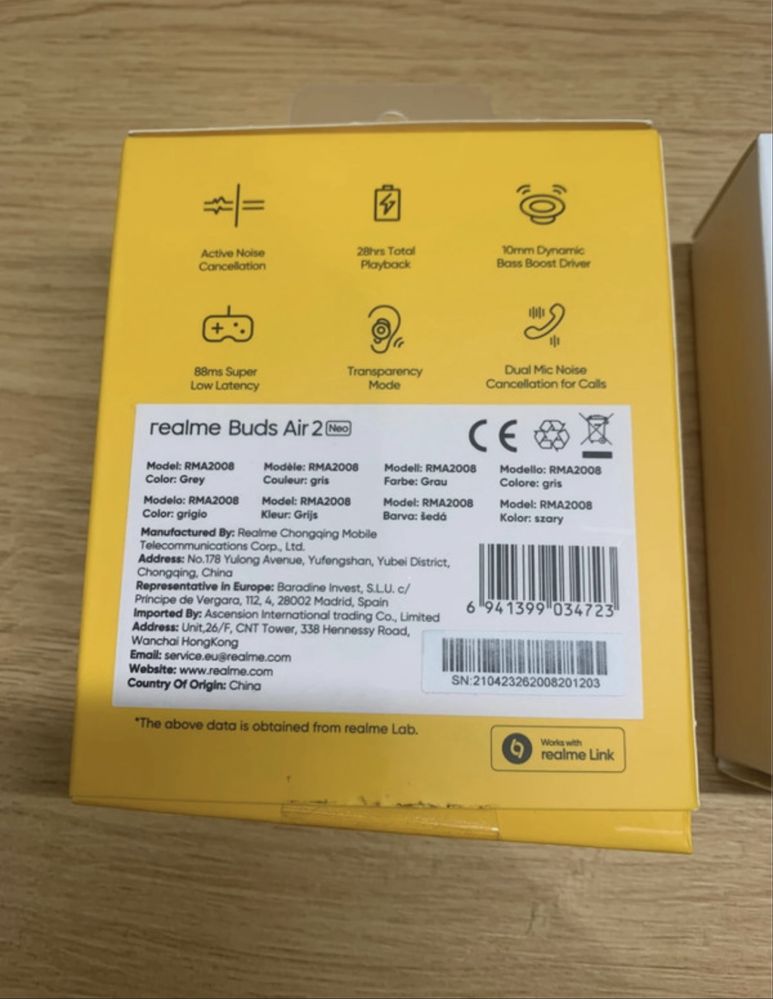 Active Noise
Cancellation
28hrs Total
Playback
10mm Dynamic
Bass Boost Driver
88ms Super
Low Latency
Transparency
Mode
Dual Mic Noise
Cancellation for Calls
realme Buds Air 2 Neo
CE
Model: RMA2008
Color: Grey
Modèle: RMA2008
Couleur: gris
Modell: RMA2008
Farbe: Grau
Modello: RMA2008
Colore: gris
Modelo: RMA2008
Color: grigio
Model: RMA2008
Kleur: Grijs
Model: RMA2008
Barva: šedá
Model: RMA2008
Kolor: szary
Manufactured By: Realme Chongqing Mobile
Telecommunications Corp., Ltd.
Address: No.178 Yulong Avenue, Yufengshan, Yubei District,
Chongqing, China
Representative in Europe: Baradine Invest, S.L.U. c/
Príncipe de Vergara, 112, 4, 28002 Madrid, Spain
Imported By: Ascension International trading Co., Limited
Address: Unit,26/F, CNT Tower, 338 Hennessy Road,
Wanchai HongKong
Email: service.eu@realme.com
Website: www.realme.com
Country Of Origin: China
6 941399 034723
SN:210423262008201203
*The above data is obtained from realme Lab.
Works with
realme Link